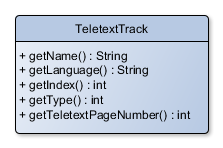 TeletextTrack
+ getName() : String
+ getLanguage() : String
+ getIndex() : int
+ getType() : int
+ getTeletextPageNumber() : int